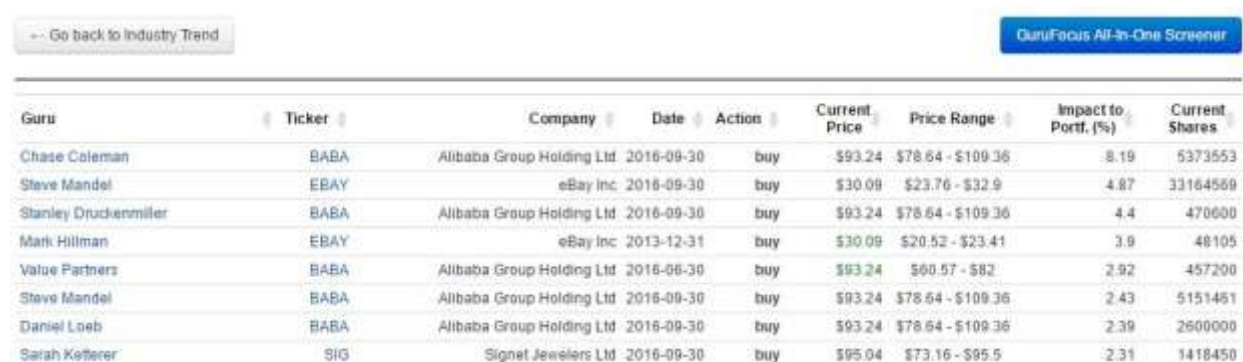 ← Go back to Industry Trend
GuruFocus All-In-One Screener
Guru Ticker Company Date Action Current Price Price Range Impact to Portf. (%) Current Shares
Chase Coleman BABA Alibaba Group Holding Ltd 2016-09-30 buy $93.24 $78.64 - $109.36 8.19 5373553
Steve Mandel EBAY eBay Inc 2016-09-30 buy $30.09 $23.76 - $32.9 4.87 33164569
Stanley Druckenmiller BABA Alibaba Group Holding Ltd 2016-09-30 buy $93.24 $78.64 - $109.36 4.4 470600
Mark Hillman EBAY eBay Inc 2013-12-31 buy $30.09 $20.52 - $23.41 3.9 48105
Value Partners BABA Alibaba Group Holding Ltd 2016-06-30 buy $93.24 $60.57 - $82 2.92 457200
Steve Mandel BABA Alibaba Group Holding Ltd 2016-09-30 buy $93.24 $78.64 - $109.36 2.43 5151461
Daniel Loeb BABA Alibaba Group Holding Ltd 2016-09-30 buy $93.24 $78.64 - $109.36 2.39 2600000
Sarah Ketterer SIG Signet Jewelers Ltd 2016-09-30 buy $95.04 $73.16 - $95.5 2.31 1418450